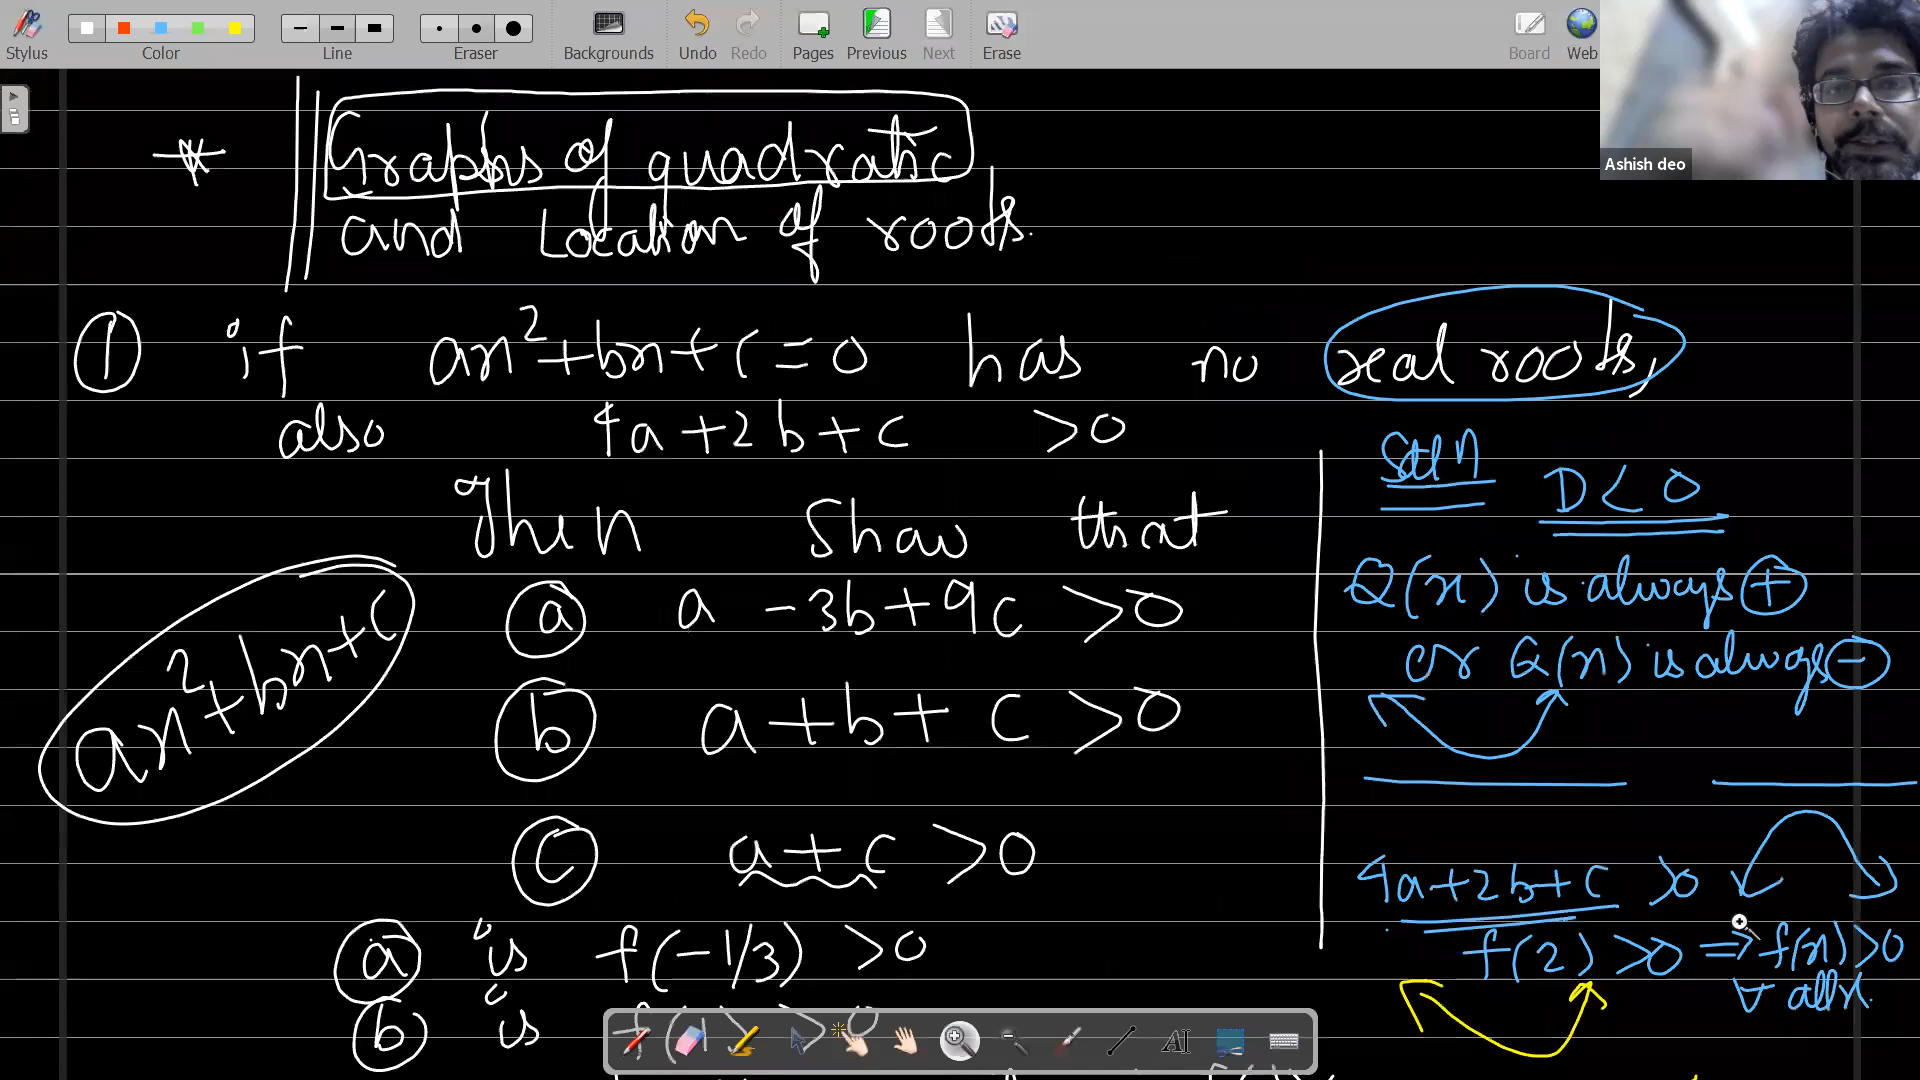 Stylus Color Line Eraser Backgrounds Undo Redo Pages Previous Next Erase Board Web
Ashish deo
Graphs of quadratic
and Location of roots.
① if ax²+bx+c=0 has no real roots,
also 4a+2b+c >0
Then Show that
ⓐ a -3b+9c >0
ⓑ a+b+c >0
ⓒ a+c >0
ax²+bx+c
ⓐ is f(-1/3) >0
ⓑ is f(1) >0
Solⁿ D<0
Q(x) is always ⊕
or Q(x) is always ⊖
4a+2b+c >0
f(2) >0 ⇒ f(x)>0
∀ all x.